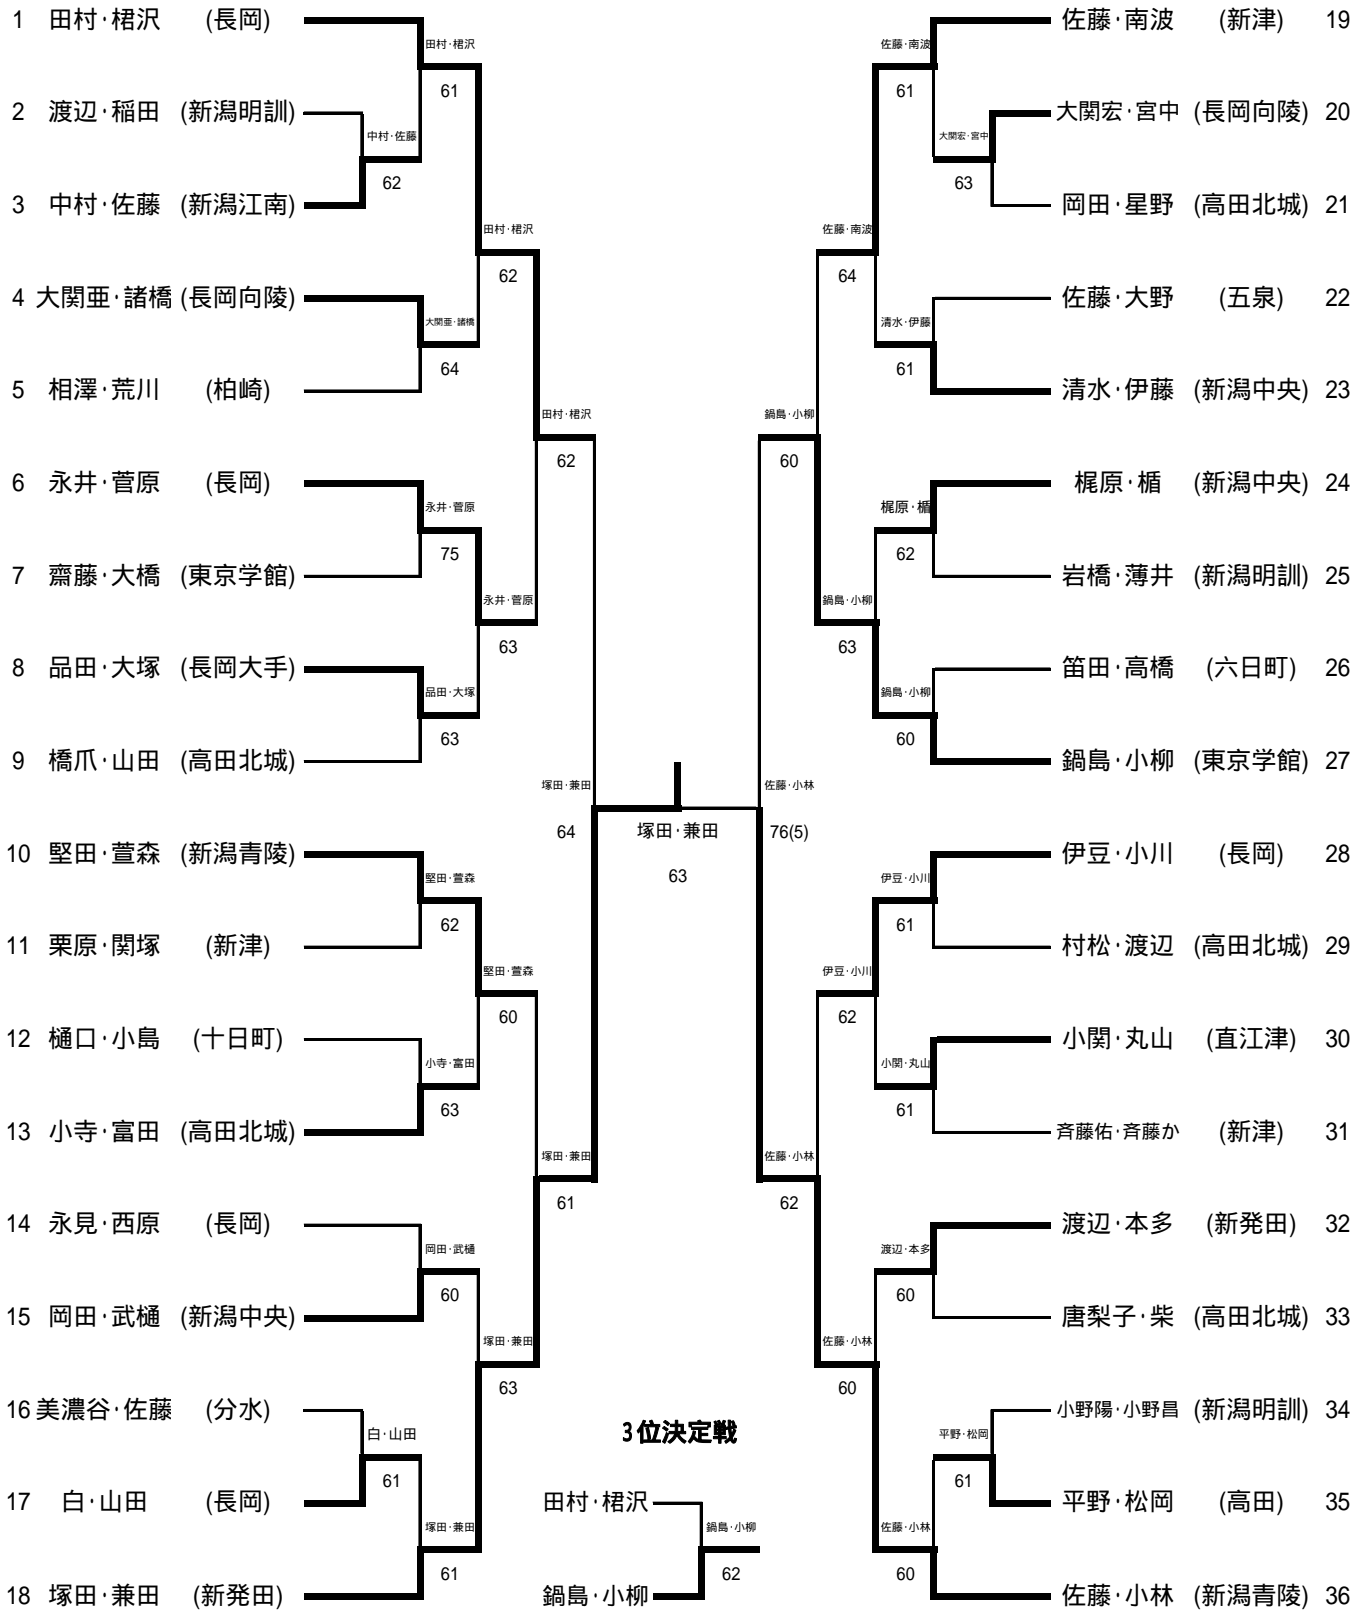 1 田村・桾沢 (長岡)
2 渡辺・稲田 (新潟明訓)
3 中村・佐藤 (新潟江南)
4 大関亜・諸橋 (長岡向陵)
5 相澤・荒川 (柏崎)
6 永井・菅原 (長岡)
7 齋藤・大橋 (東京学館)
8 品田・大塚 (長岡大手)
9 橋爪・山田 (高田北城)
10 堅田・萱森 (新潟青陵)
11 栗原・関塚 (新津)
12 樋口・小島 (十日町)
13 小寺・富田 (高田北城)
14 永見・西原 (長岡)
15 岡田・武樋 (新潟中央)
16 美濃谷・佐藤 (分水)
17 白・山田 (長岡)
18 塚田・兼田 (新発田)
田村・桾沢
61
中村・佐藤
62
大関亜・諸橋
64
永井・菅原
75
品田・大塚
63
堅田・萱森
62
小寺・富田
63
岡田・武樋
60
白・山田
61
塚田・兼田
61
田村・桾沢
62
永井・菅原
63
堅田・萱森
60
塚田・兼田
63
田村・桾沢
62
塚田・兼田
61
塚田・兼田
64
塚田・兼田
63
佐藤・小林
76(5)
鍋島・小柳
60
佐藤・小林
62
佐藤・南波
64
鍋島・小柳
63
伊豆・小川
62
佐藤・小林
60
佐藤・南波
61
大関宏・宮中
63
清水・伊藤
61
梶原・楯
62
鍋島・小柳
60
伊豆・小川
61
小関・丸山
61
渡辺・本多
60
平野・松岡
61
佐藤・小林
60
佐藤・南波 (新津) 19
大関宏・宮中 (長岡向陵) 20
岡田・星野 (高田北城) 21
佐藤・大野 (五泉) 22
清水・伊藤 (新潟中央) 23
梶原・楯 (新潟中央) 24
岩橋・薄井 (新潟明訓) 25
笛田・高橋 (六日町) 26
鍋島・小柳 (東京学館) 27
伊豆・小川 (長岡) 28
村松・渡辺 (高田北城) 29
小関・丸山 (直江津) 30
斉藤佑・斉藤か (新津) 31
渡辺・本多 (新発田) 32
唐梨子・柴 (高田北城) 33
小野陽・小野昌 (新潟明訓) 34
平野・松岡 (高田) 35
佐藤・小林 (新潟青陵) 36
3位決定戦
田村・桾沢
鍋島・小柳
鍋島・小柳
62